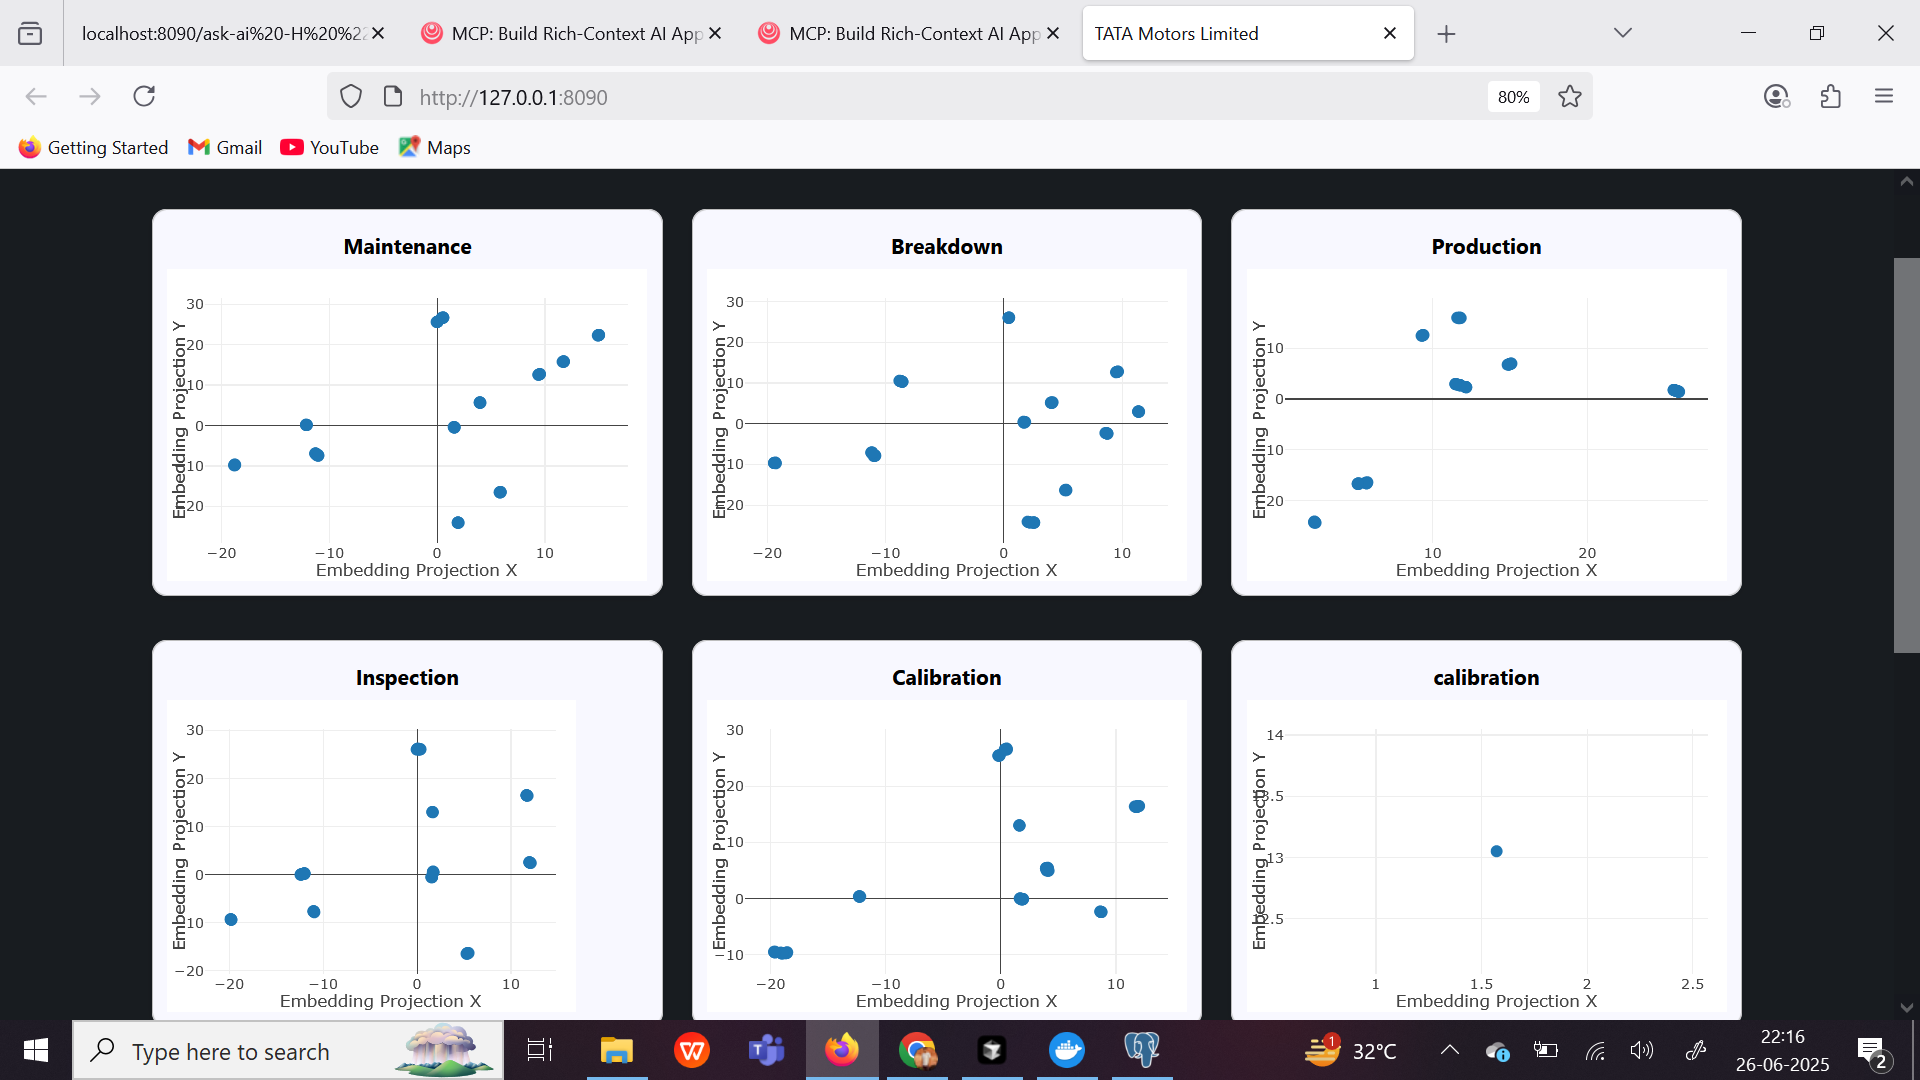 localhost:8090/ask-ai%20-H%20%22
MCP: Build Rich-Context AI App
MCP: Build Rich-Context AI App
TATA Motors Limited
http://127.0.0.1:8090
80%
Getting Started
Gmail
YouTube
Maps
Maintenance
30
20
10
0
−10
−20
−20 −10 0 10
Embedding Projection X
Embedding Projection Y
Breakdown
30
20
10
0
−10
−20
−20 −10 0 10
Embedding Projection X
Embedding Projection Y
Production
10
0
−10
−20
10 20
Embedding Projection X
Embedding Projection Y
Inspection
30
20
10
0
−10
−20
−20 −10 0 10
Embedding Projection X
Embedding Projection Y
Calibration
30
20
10
0
−10
−20 −10 0 10
Embedding Projection X
Embedding Projection Y
calibration
14
13.5
13
12.5
1 1.5 2 2.5
Embedding Projection X
Embedding Projection Y
Type here to search
1
32°C
22:16
26-06-2025
2